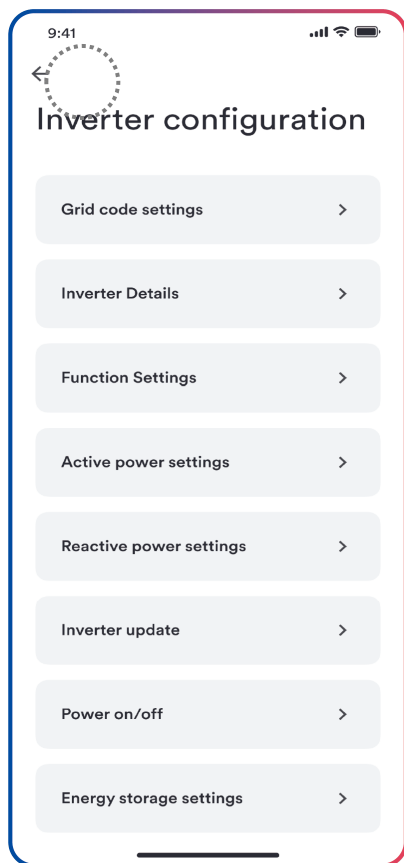 9:41
Inverter configuration
Grid code settings
Inverter Details
Function Settings
Active power settings
Reactive power settings
Inverter update
Power on/off
Energy storage settings